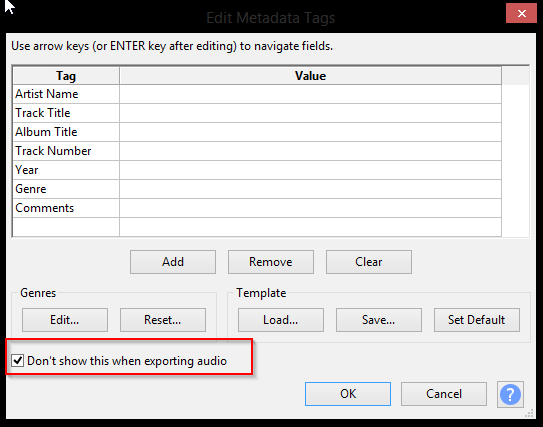 Edit Metadata Tags
Use arrow keys (or ENTER key after editing) to navigate fields.
Tag Value
Artist Name
Track Title
Album Title
Track Number
Year
Genre
Comments
Add Remove Clear
Genres Template
Edit... Reset... Load... Save... Set Default
Don't show this when exporting audio
OK Cancel ?